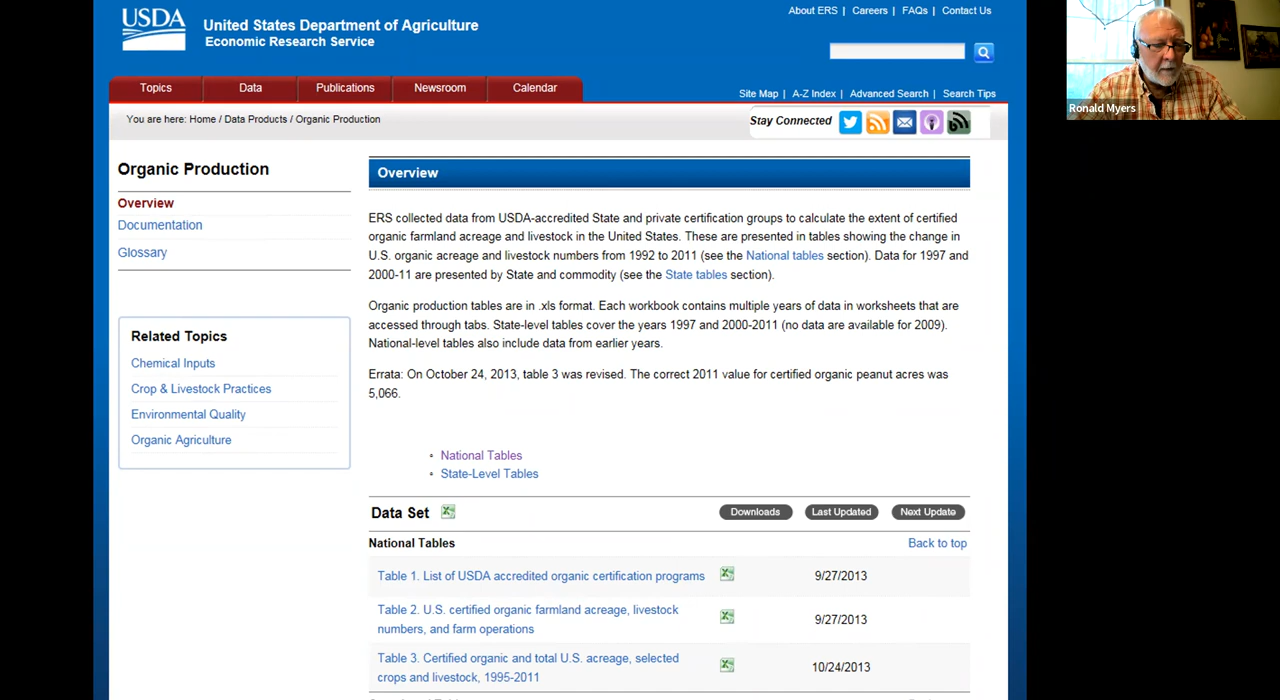 USDA
United States Department of Agriculture
Economic Research Service
About ERS | Careers | FAQs | Contact Us
Topics
Data
Publications
Newsroom
Calendar
Site Map | A-Z Index | Advanced Search | Search Tips
You are here: Home / Data Products / Organic Production
Stay Connected
Ronald Myers
Organic Production
Overview
Documentation
Glossary
Related Topics
Chemical Inputs
Crop & Livestock Practices
Environmental Quality
Organic Agriculture
Overview
ERS collected data from USDA-accredited State and private certification groups to calculate the extent of certified
organic farmland acreage and livestock in the United States. These are presented in tables showing the change in
U.S. organic acreage and livestock numbers from 1992 to 2011 (see the National tables section). Data for 1997 and
2000-11 are presented by State and commodity (see the State tables section).
Organic production tables are in .xls format. Each workbook contains multiple years of data in worksheets that are
accessed through tabs. State-level tables cover the years 1997 and 2000-2011 (no data are available for 2009).
National-level tables also include data from earlier years.
Errata: On October 24, 2013, table 3 was revised. The correct 2011 value for certified organic peanut acres was
5,066.
National Tables
State-Level Tables
Data Set
Downloads
Last Updated
Next Update
National Tables
Back to top
Table 1. List of USDA accredited organic certification programs
9/27/2013
Table 2. U.S. certified organic farmland acreage, livestock
numbers, and farm operations
9/27/2013
Table 3. Certified organic and total U.S. acreage, selected
crops and livestock, 1995-2011
10/24/2013